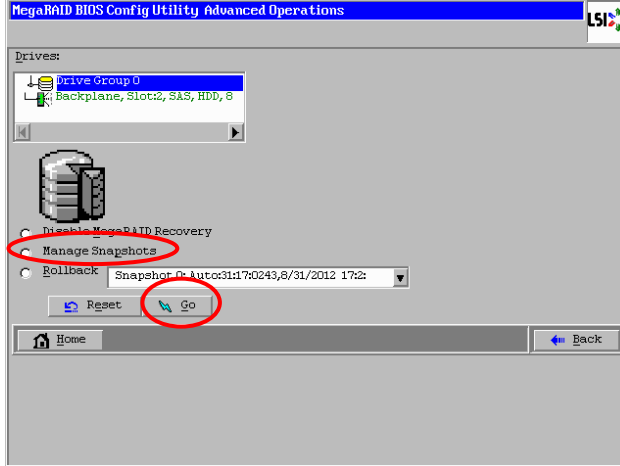 MegaRAID BIOS Config Utility Advanced Operations
LSI
Drives:
Drive Group 0
Backplane, Slot:2, SAS, HDD, 8
Disable MegaRAID Recovery
Manage Snapshots
Rollback
Snapshot 0: Auto:31:17:0243,8/31/2012 17:2:
Reset
Go
Home
Back